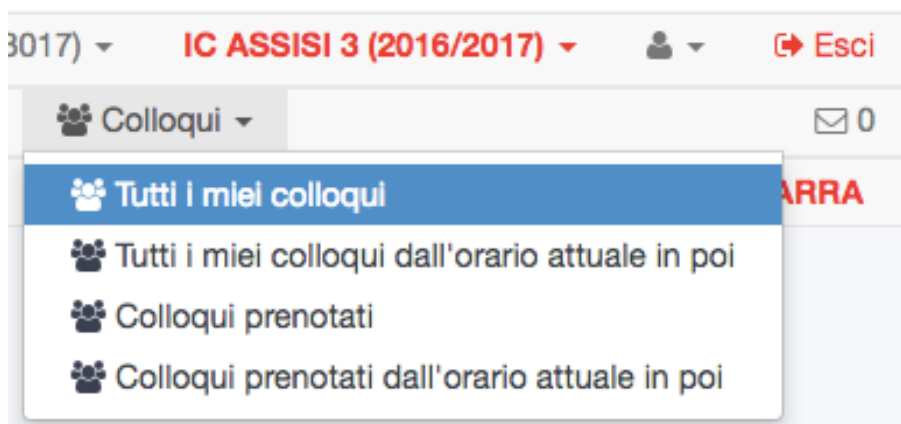 3017) IC ASSISI 3 (2016/2017) Esci
Colloqui 0
Tutti i miei colloqui
ARRA
Tutti i miei colloqui dall'orario attuale in poi
Colloqui prenotati
Colloqui prenotati dall'orario attuale in poi